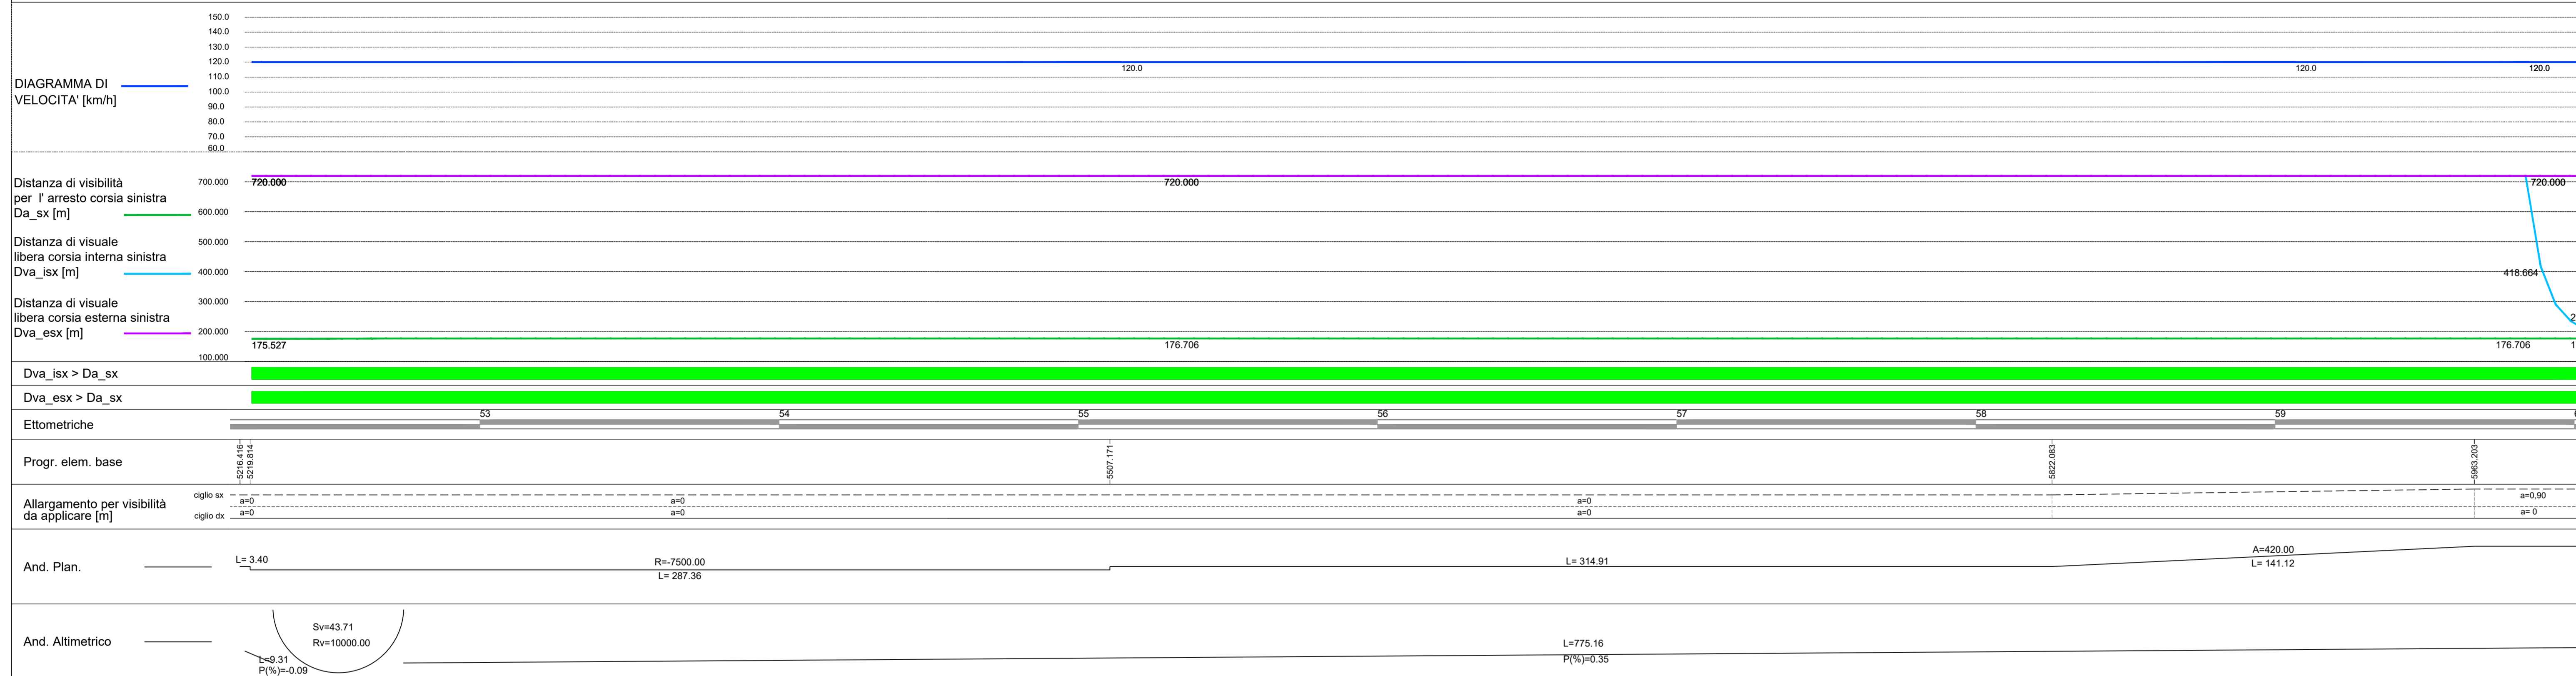 150.0
140.0
130.0
120.0
110.0
100.0
90.0
80.0
70.0
60.0
DIAGRAMMA DI
VELOCITA' [km/h]
120.0
120.0
120.0
Distanza di visibilità
per l' arresto corsia sinistra
Da_sx [m]
Distanza di visuale
libera corsia interna sinistra
Dva_isx [m]
Distanza di visuale
libera corsia esterna sinistra
Dva_esx [m]
700.000
600.000
500.000
400.000
300.000
200.000
100.000
720.000
720.000
720.000
418.664
2
175.527
176.706
176.706
1
Dva_isx > Da_sx
Dva_esx > Da_sx
Ettometriche
53
54
55
56
57
58
59
Progr. elem. base
5216.416
5219.814
5507.171
5822.083
5963.203
Allargamento per visibilità
da applicare [m]
ciglio sx
a=0
a=0
a=0
a=0,90
ciglio dx
a=0
a=0
a=0
a= 0
And. Plan.
L= 3.40
R=-7500.00
L= 287.36
L= 314.91
A=420.00
L= 141.12
And. Altimetrico
Sv=43.71
Rv=10000.00
L=9.31
P(%)=-0.09
L=775.16
P(%)=0.35